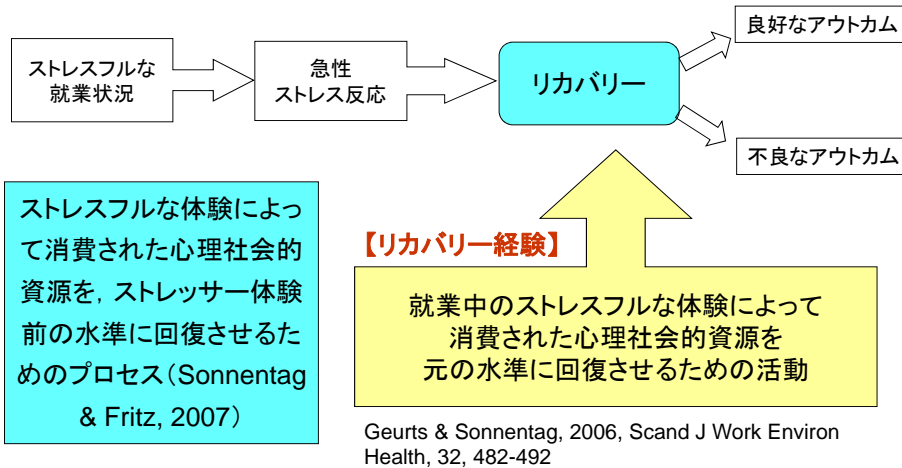 良好なアウトカム
ストレスフルな
就業状況
急性
ストレス反応
リカバリー
不良なアウトカム
ストレスフルな体験によっ
て消費された心理社会的
資源を，ストレッサー体験
前の水準に回復させるた
めのプロセス（Sonnentag
& Fritz, 2007）
【リカバリー経験】
就業中のストレスフルな体験によって
消費された心理社会的資源を
元の水準に回復させるための活動
Geurts & Sonnentag, 2006, Scand J Work Environ
Health, 32, 482-492